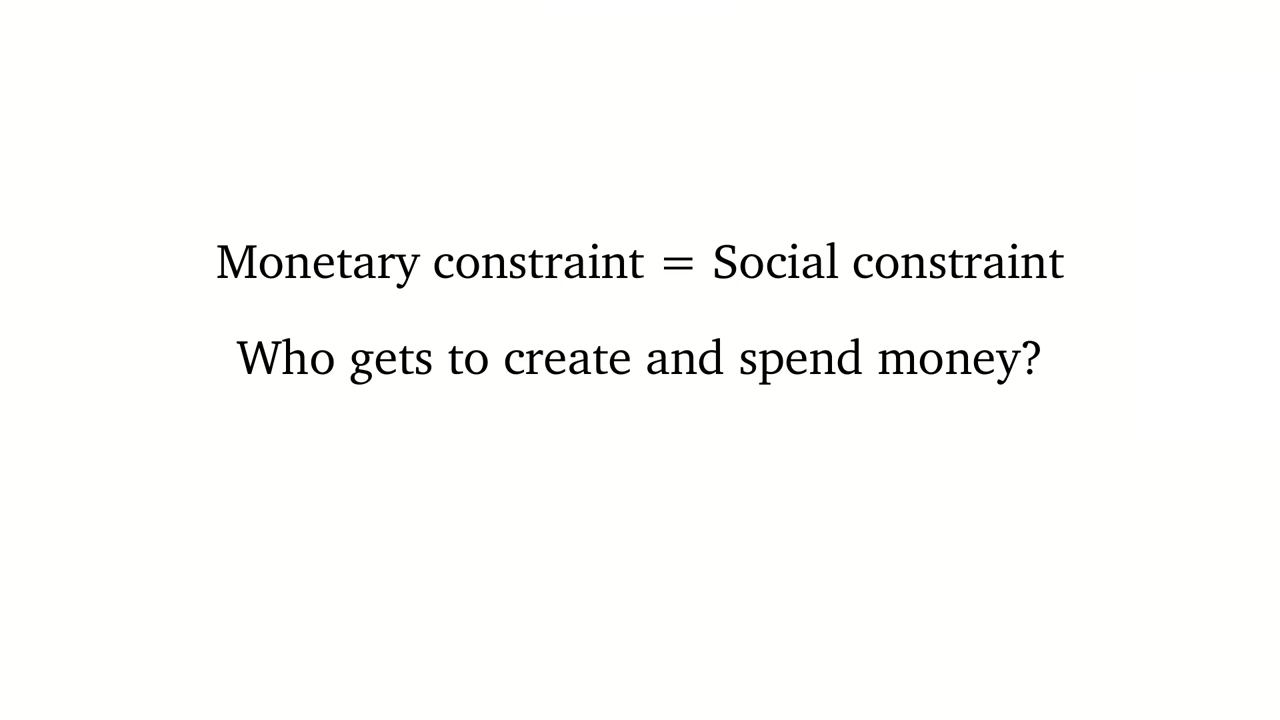 Monetary constraint = Social constraint
Who gets to create and spend money?